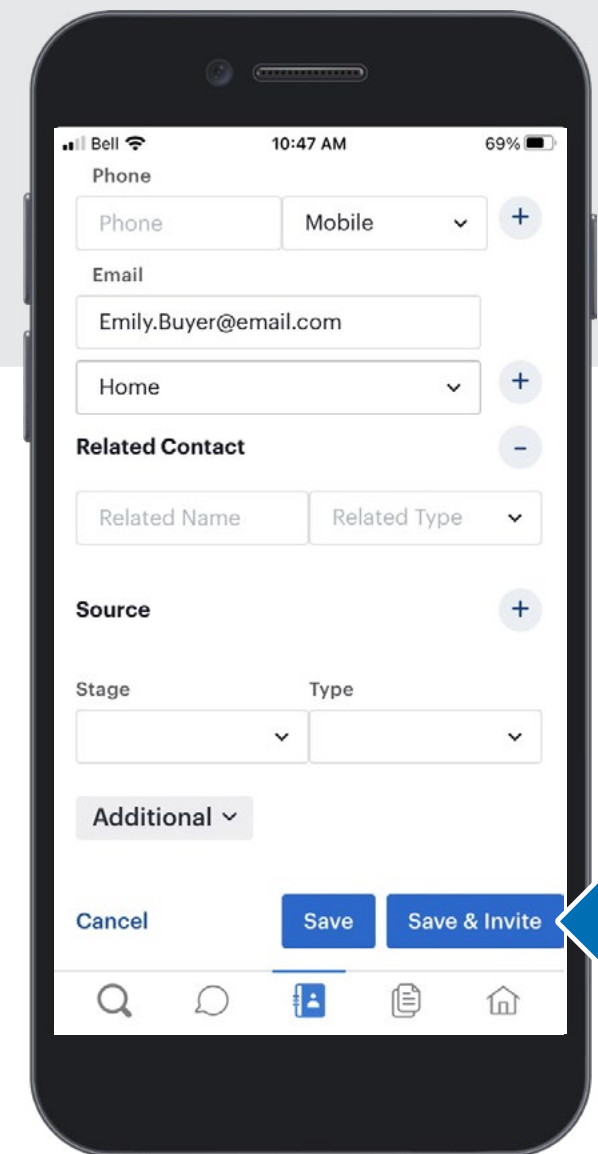 Bell 10:47 AM 69%
Phone
Phone Mobile +
Email
Emily.Buyer@email.com
Home +
Related Contact -
Related Name Related Type
Source +
Stage Type
Additional
Cancel Save Save & Invite